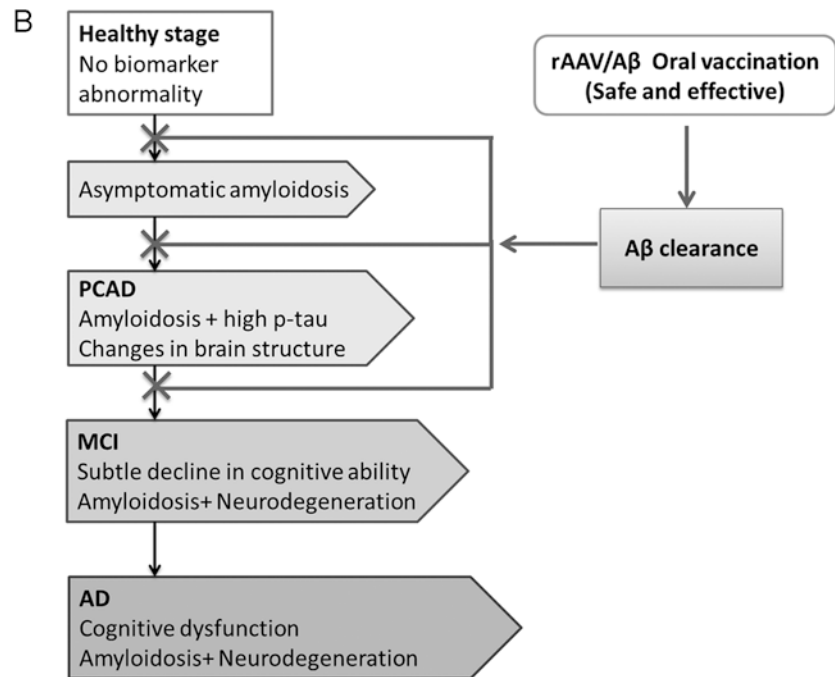 B
Healthy stage
No biomarker
abnormality
rAAV/Aβ Oral vaccination
(Safe and effective)
Asymptomatic amyloidosis
Aβ clearance
PCAD
Amyloidosis + high p-tau
Changes in brain structure
MCI
Subtle decline in cognitive ability
Amyloidosis+ Neurodegeneration
AD
Cognitive dysfunction
Amyloidosis+ Neurodegeneration